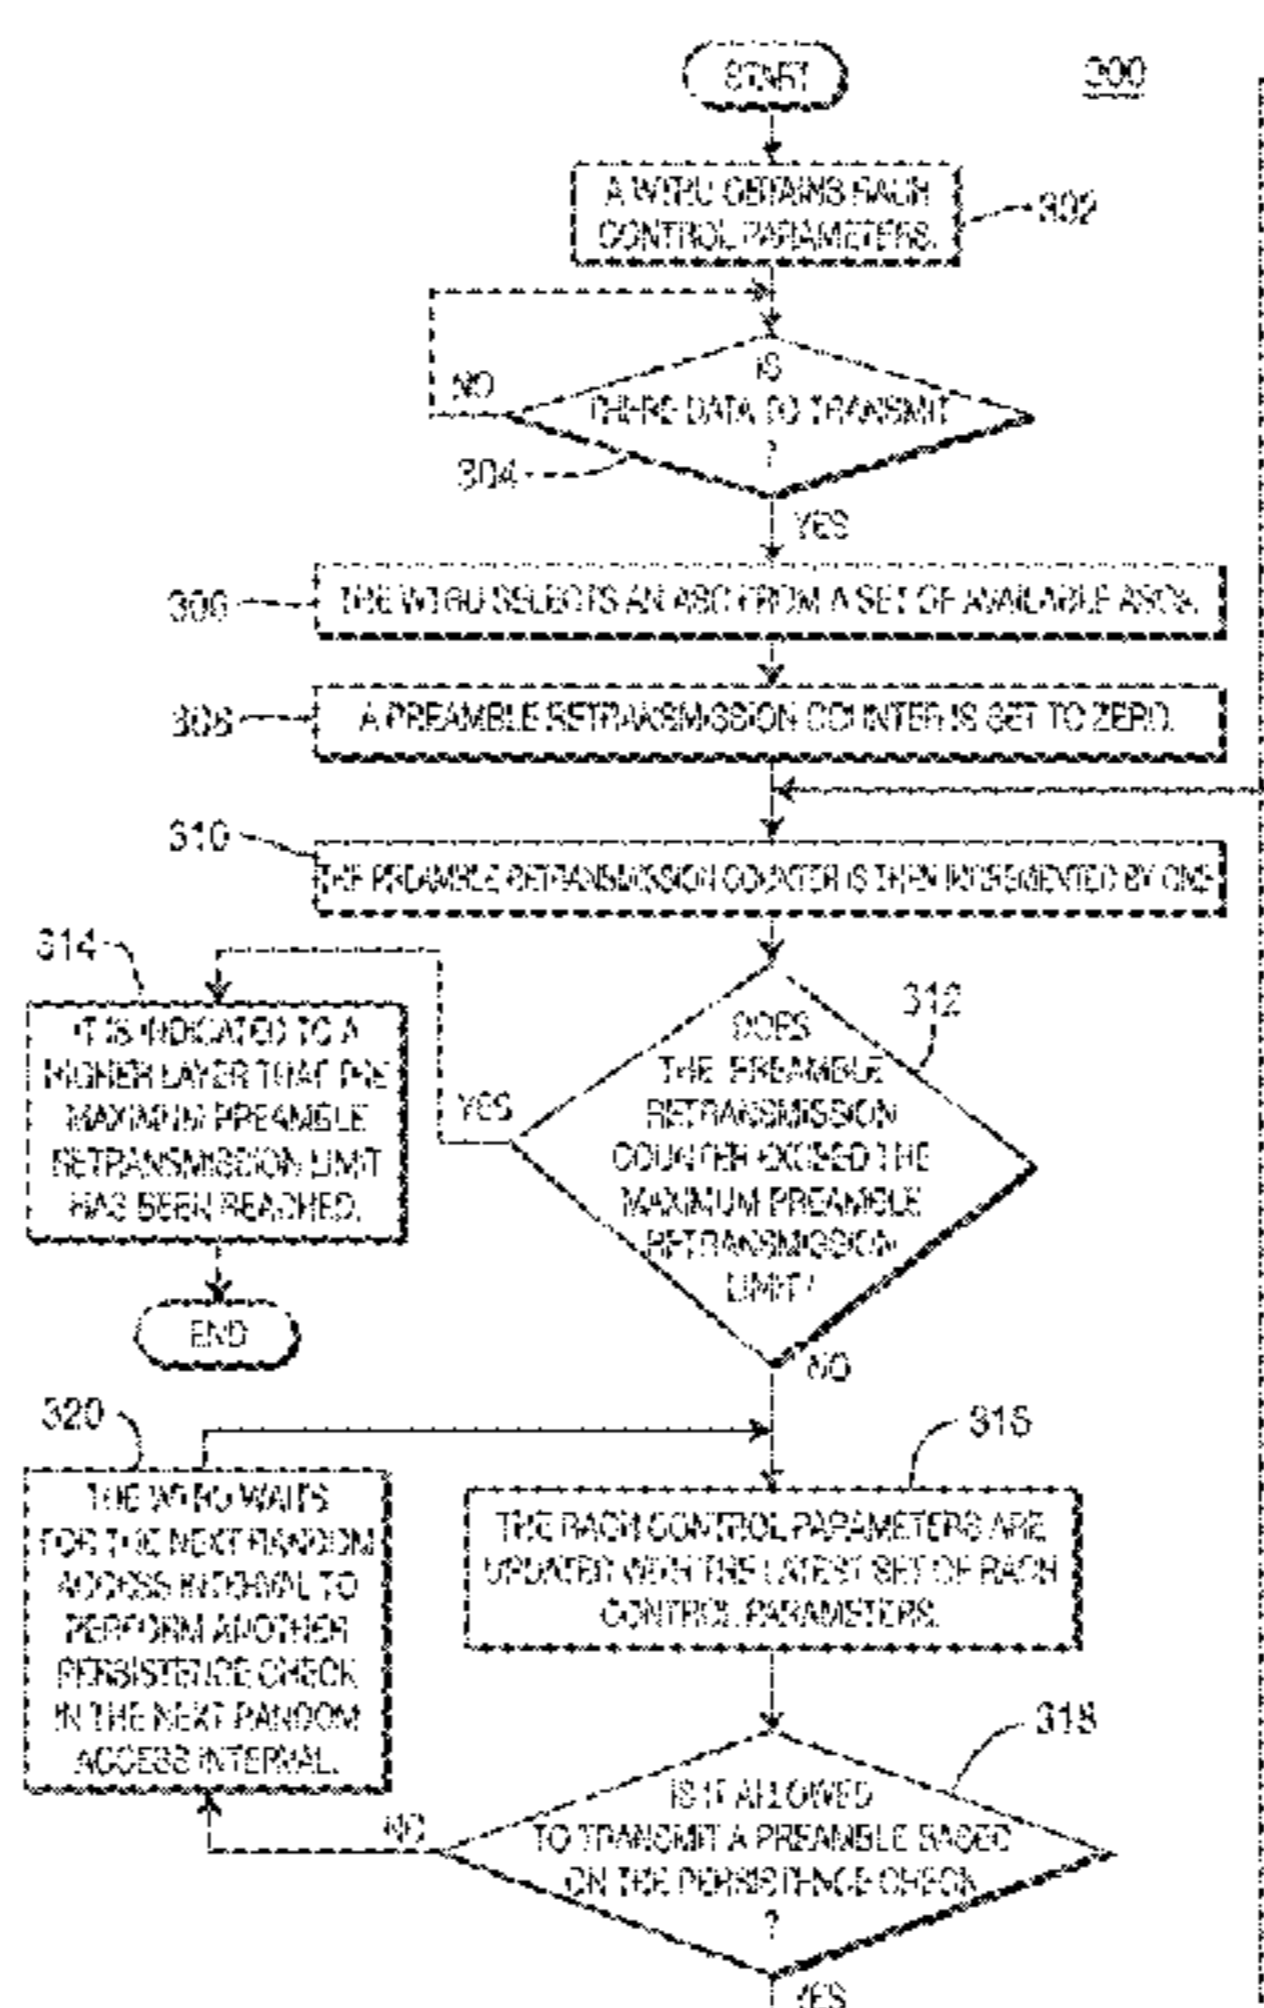 START
300
A WTRU OBTAINS RACH
CONTROL PARAMETERS.
302
IS
THERE DATA TO TRANSMIT
?
NO
304
YES
306
THE WTRU SELECTS AN ASC FROM A SET OF AVAILABLE ASCs.
308
A PREAMBLE RETRANSMISSION COUNTER IS SET TO ZERO.
310
THE PREAMBLE RETRANSMISSION COUNTER IS THEN INCREMENTED BY ONE
314
IT IS INDICATED TO A
HIGHER LAYER THAT THE
MAXIMUM PREAMBLE
RETRANSMISSION LIMIT
HAS BEEN REACHED.
END
312
DOES
THE PREAMBLE
RETRANSMISSION
COUNTER EXCEED THE
MAXIMUM PREAMBLE
RETRANSMISSION
LIMIT?
YES
NO
320
THE WTRU WAITS
FOR THE NEXT RANDOM
ACCESS INTERVAL TO
PERFORM ANOTHER
PERSISTENCE CHECK
IN THE NEXT RANDOM
ACCESS INTERVAL.
316
THE RACH CONTROL PARAMETERS ARE
UPDATED WITH THE LATEST SET OF RACH
CONTROL PARAMETERS.
318
IS IT ALLOWED
TO TRANSMIT A PREAMBLE BASED
ON THE PERSISTENCE CHECK
?
NO
YES